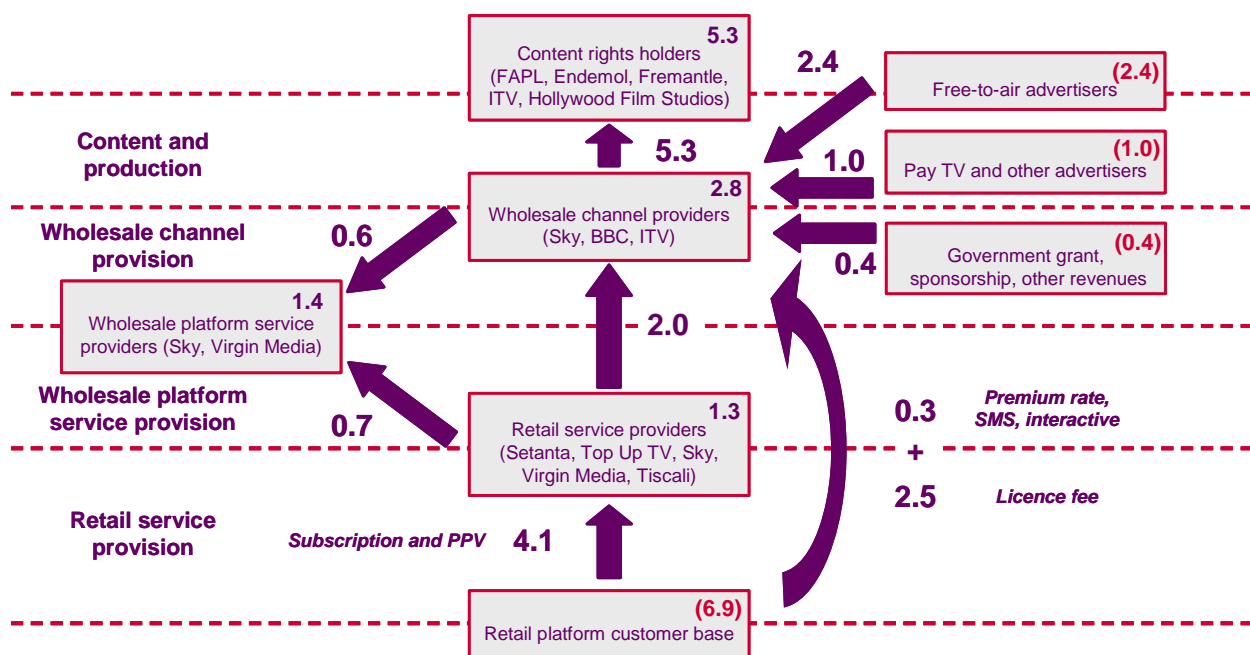 5.3
Content rights holders
(FAPL, Endemol, Fremantle,
ITV, Hollywood Film Studios)
2.4
(2.4)
Free-to-air advertisers
Content and
production
5.3
1.0
(1.0)
Pay TV and other advertisers
2.8
Wholesale channel providers
(Sky, BBC, ITV)
Wholesale channel
provision
0.6
0.4
(0.4)
Government grant,
sponsorship, other revenues
1.4
Wholesale platform service
providers (Sky, Virgin Media)
2.0
Wholesale platform
service provision
0.7
1.3
Retail service providers
(Setanta, Top Up TV, Sky,
Virgin Media, Tiscali)
0.3
Premium rate,
SMS, interactive
+
2.5
Licence fee
Retail service
provision
Subscription and PPV
4.1
(6.9)
Retail platform customer base